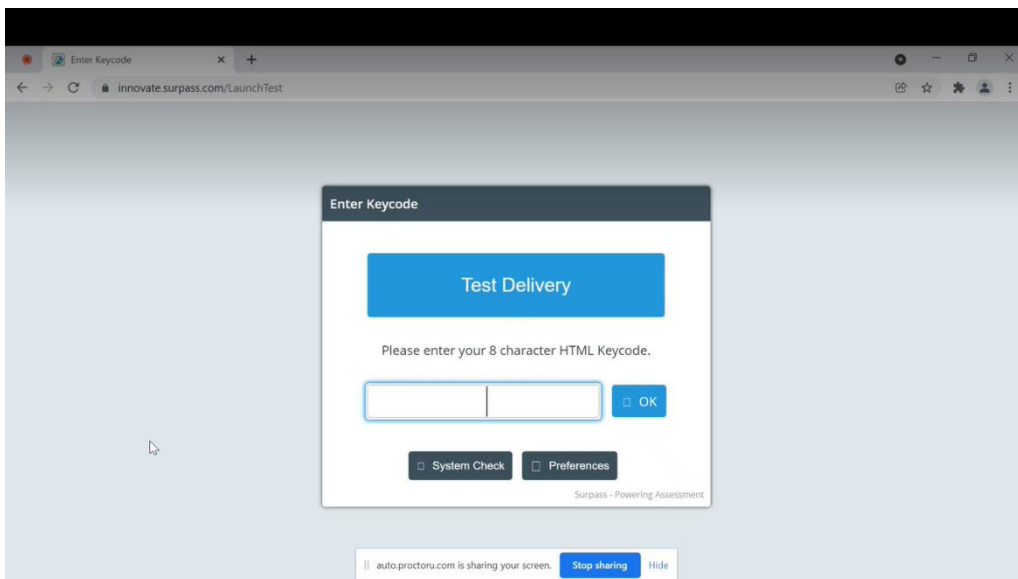 Enter Keycode
innovate.surpass.com/LaunchTest
Enter Keycode
Test Delivery
Please enter your 8 character HTML Keycode.
OK
System Check Preferences
Surpass - Powering Assessment
auto.proctoru.com is sharing your screen. Stop sharing Hide